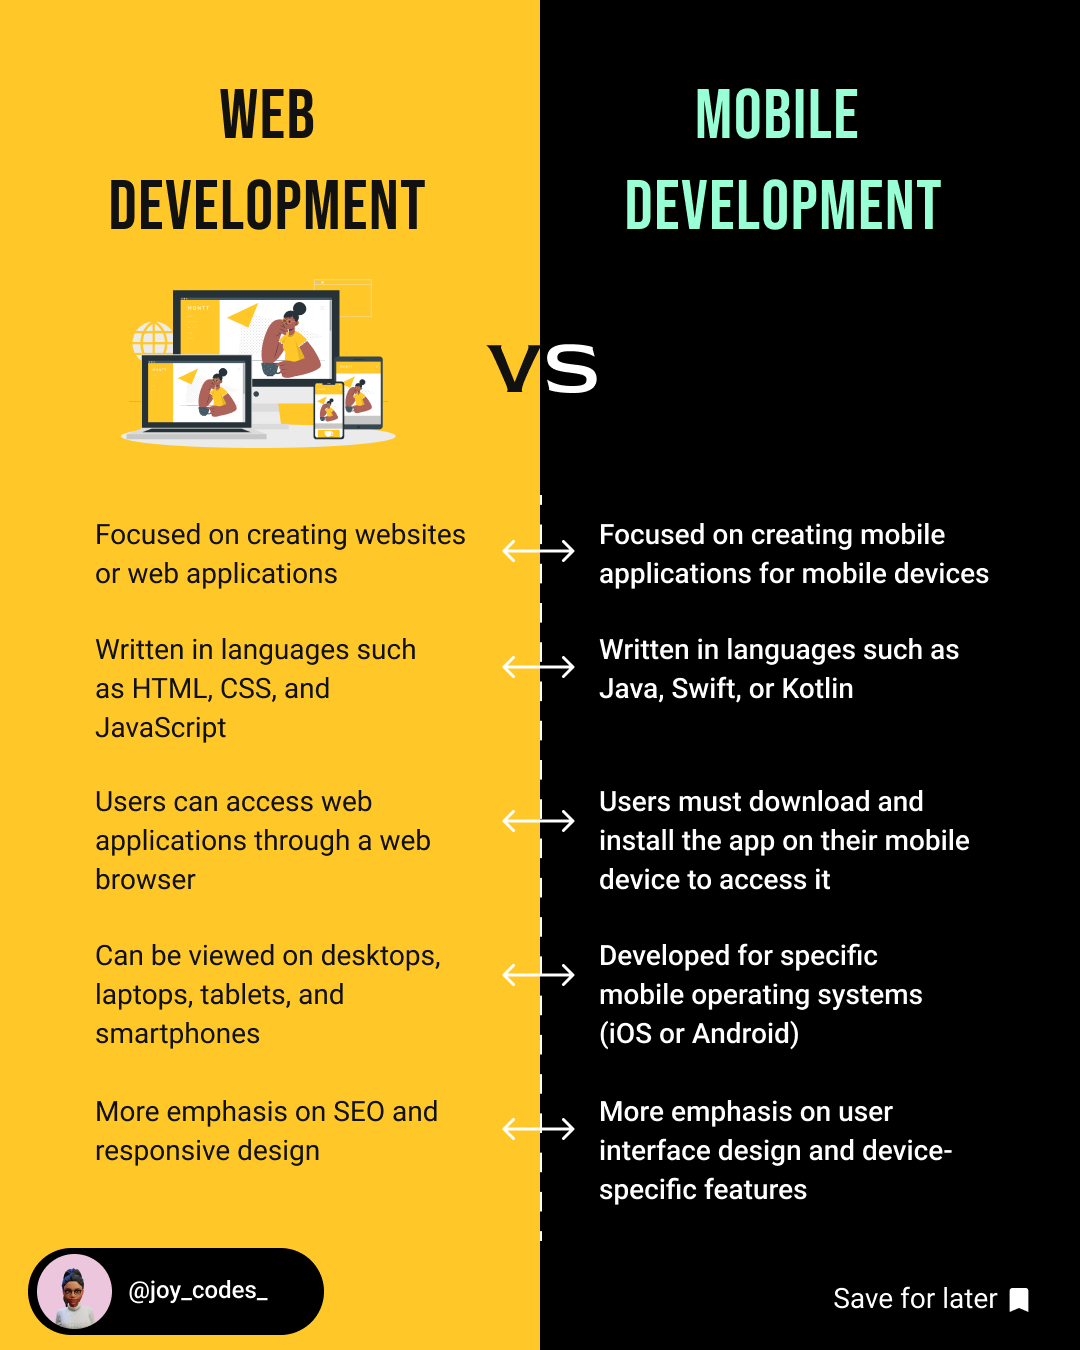 WEB
DEVELOPMENT
MOBILE
DEVELOPMENT
VS
Focused on creating websites
or web applications
Focused on creating mobile
applications for mobile devices
Written in languages such
as HTML, CSS, and
JavaScript
Written in languages such as
Java, Swift, or Kotlin
Users can access web
applications through a web
browser
Users must download and
install the app on their mobile
device to access it
Can be viewed on desktops,
laptops, tablets, and
smartphones
Developed for specific
mobile operating systems
(iOS or Android)
More emphasis on SEO and
responsive design
More emphasis on user
interface design and device-
specific features
@joy_codes_
Save for later